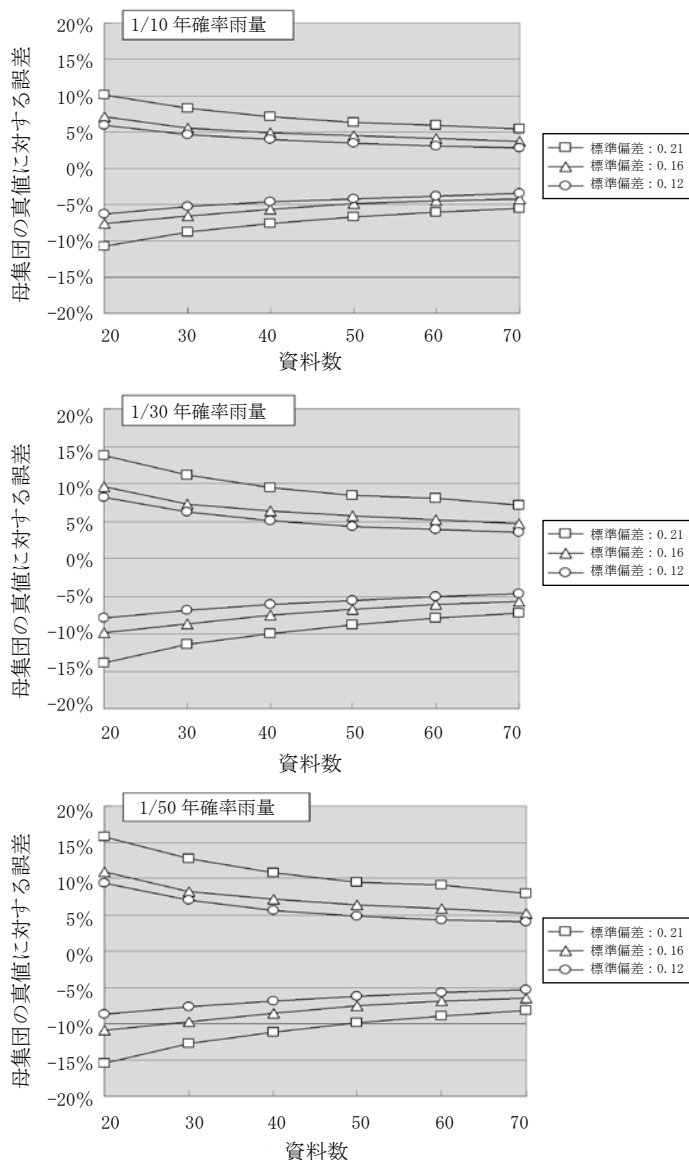 1/10 年確率雨量
母集団の真値に対する誤差
20%
15%
10%
5%
0%
-5%
-10%
-15%
-20%
20 30 40 50 60 70
資料数
標準偏差：0.21
標準偏差：0.16
標準偏差：0.12
1/30 年確率雨量
母集団の真値に対する誤差
20%
15%
10%
5%
0%
-5%
-10%
-15%
-20%
20 30 40 50 60 70
資料数
標準偏差：0.21
標準偏差：0.16
標準偏差：0.12
1/50 年確率雨量
母集団の真値に対する誤差
20%
15%
10%
5%
0%
-5%
-10%
-15%
-20%
20 30 40 50 60 70
資料数
標準偏差：0.21
標準偏差：0.16
標準偏差：0.12